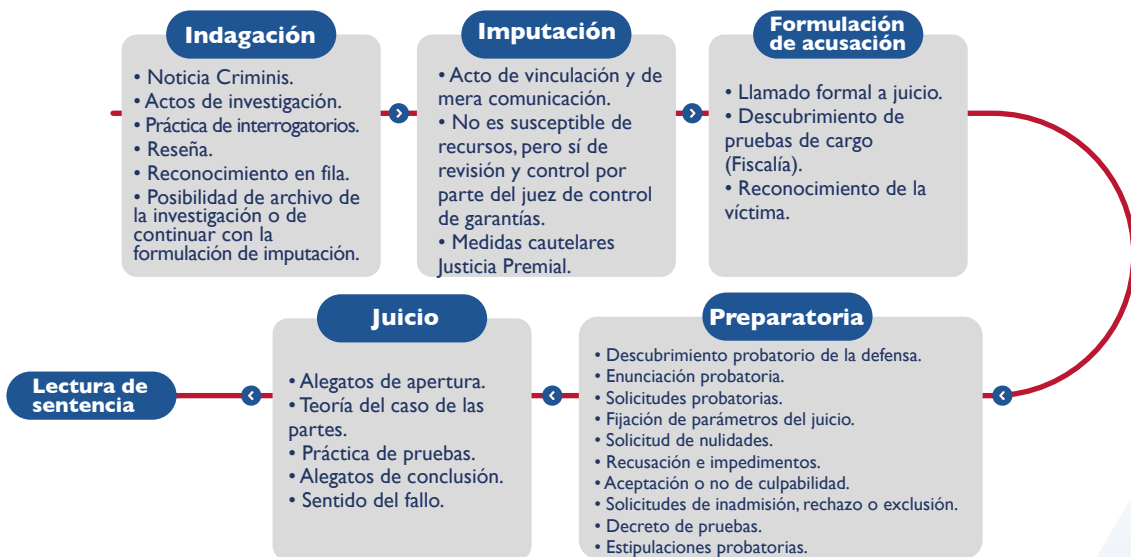 Indagación
• Noticia Criminis.
• Actos de investigación.
• Práctica de interrogatorios.
• Reseña.
• Reconocimiento en fila.
• Posibilidad de archivo de
la investigación o de
continuar con la
formulación de imputación.
Imputación
• Acto de vinculación y de
mera comunicación.
• No es susceptible de
recursos, pero sí de
revisión y control por
parte del juez de control
de garantías.
• Medidas cautelares
Justicia Premial.
Formulación
de acusación
• Llamado formal a juicio.
• Descubrimiento de
pruebas de cargo
(Fiscalía).
• Reconocimiento de la
víctima.
Preparatoria
• Descubrimiento probatorio de la defensa.
• Enunciación probatoria.
• Solicitudes probatorias.
• Fijación de parámetros del juicio.
• Solicitud de nulidades.
• Recusación e impedimentos.
• Aceptación o no de culpabilidad.
• Solicitudes de inadmisión, rechazo o exclusión.
• Decreto de pruebas.
• Estipulaciones probatorias.
Juicio
• Alegatos de apertura.
• Teoría del caso de las
partes.
• Práctica de pruebas.
• Alegatos de conclusión.
• Sentido del fallo.
Lectura de
sentencia